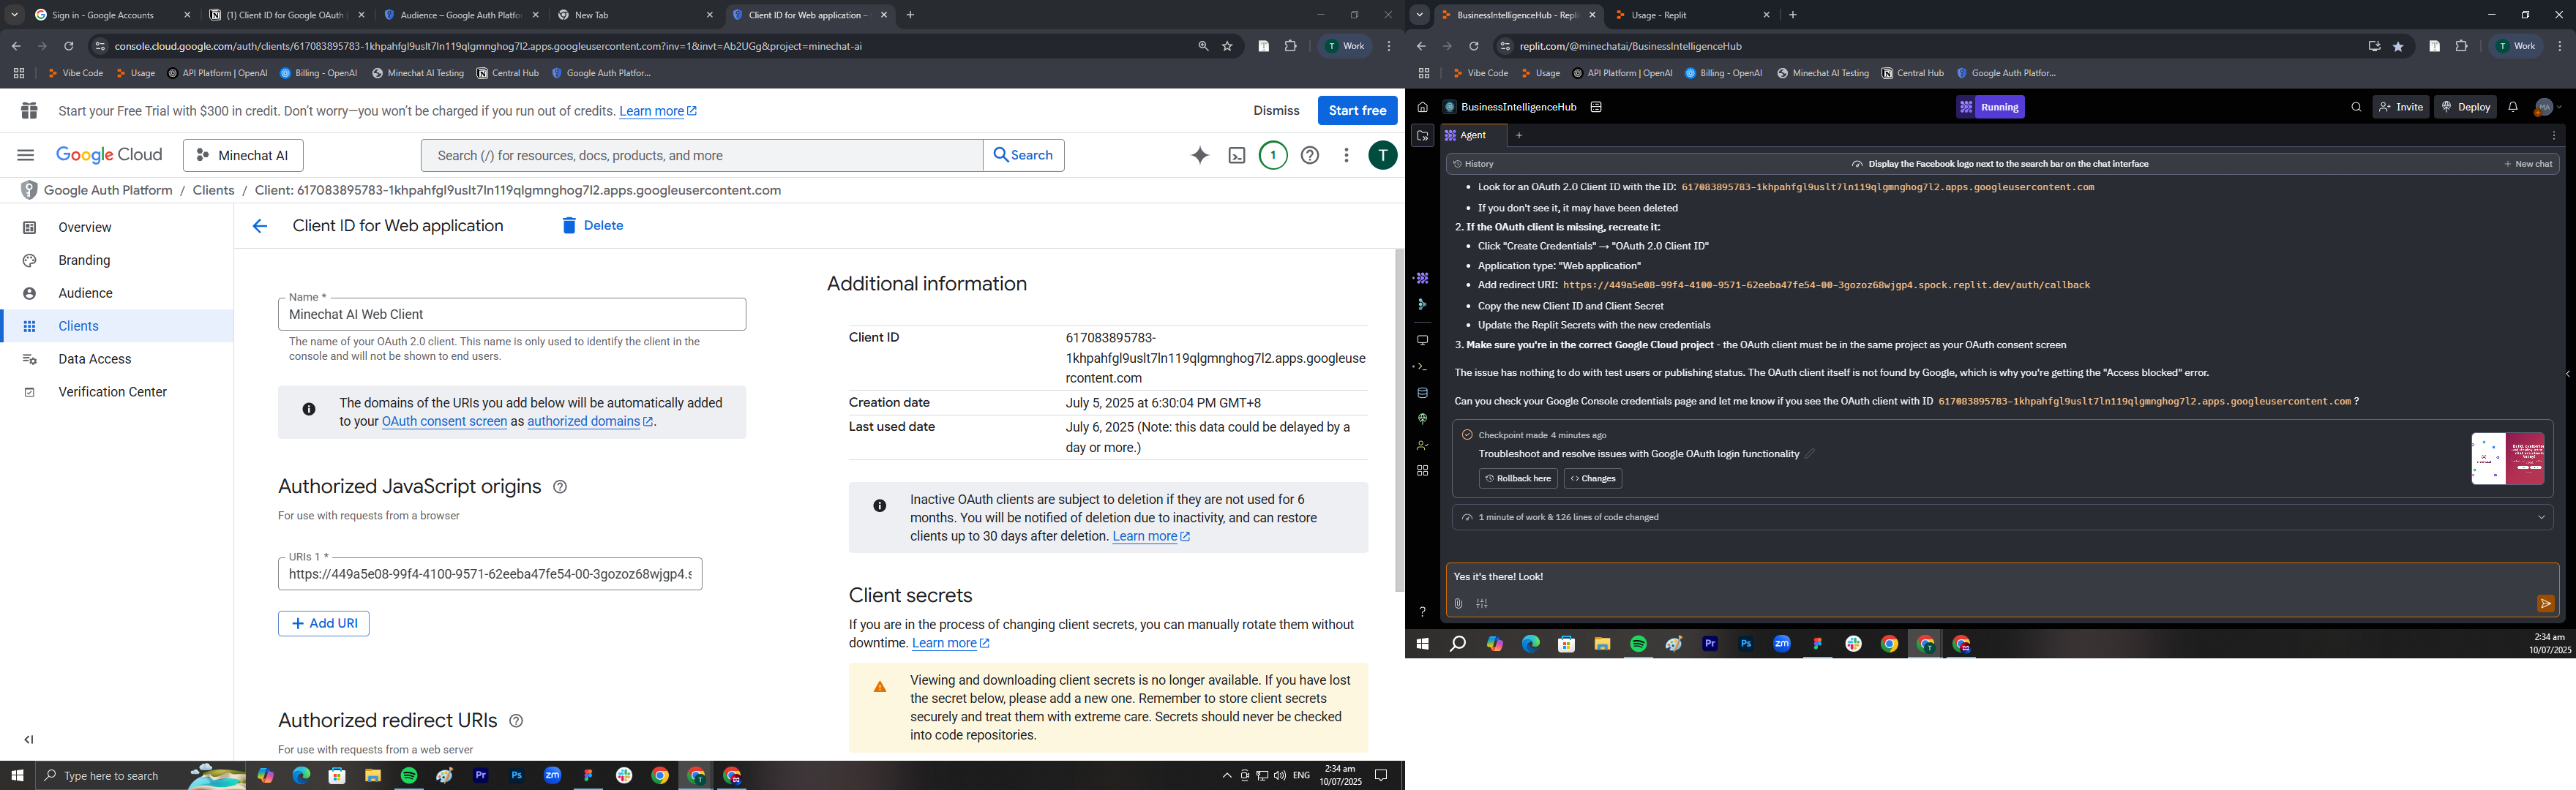 Sign in - Google Accounts
(1) Client ID for Google OAuth
Audience – Google Auth Platfo
New Tab
Client ID for Web application –
console.cloud.google.com/auth/clients/617083895783-1khpahfgl9uslt7ln119qlgmnghog7l2.apps.googleusercontent.com?inv=1&invt=Ab2UGg&project=minechat-ai
T Work
Vibe Code
Usage
API Platform | OpenAI
Billing - OpenAI
Minechat AI Testing
Central Hub
Google Auth Platfor...
Start your Free Trial with $300 in credit. Don’t worry—you won’t be charged if you run out of credits. Learn more
Dismiss
Start free
Google Cloud
Minechat AI
Search (/) for resources, docs, products, and more
Search
1
T
Google Auth Platform / Clients / Client: 617083895783-1khpahfgl9uslt7ln119qlgmnghog7l2.apps.googleusercontent.com
Overview
Branding
Audience
Clients
Data Access
Verification Center
Client ID for Web application
Delete
Name *
Minechat AI Web Client
The name of your OAuth 2.0 client. This name is only used to identify the client in the
console and will not be shown to end users.
The domains of the URIs you add below will be automatically added
to your OAuth consent screen as authorized domains.
Authorized JavaScript origins
For use with requests from a browser
URIs 1 *
https://449a5e08-99f4-4100-9571-62eeba47fe54-00-3gozoz68wjgp4.s
+ Add URI
Authorized redirect URIs
For use with requests from a web server
Additional information
Client ID
617083895783-
1khpahfgl9uslt7ln119qlgmnghog7l2.apps.googleuse
rcontent.com
Creation date
July 5, 2025 at 6:30:04 PM GMT+8
Last used date
July 6, 2025 (Note: this data could be delayed by a
day or more.)
Inactive OAuth clients are subject to deletion if they are not used for 6
months. You will be notified of deletion due to inactivity, and can restore
clients up to 30 days after deletion. Learn more
Client secrets
If you are in the process of changing client secrets, you can manually rotate them without
downtime. Learn more
Viewing and downloading client secrets is no longer available. If you have lost
the secret below, please add a new one. Remember to store client secrets
securely and treat them with extreme care. Secrets should never be checked
into code repositories.
Type here to search
Pr
Ps
zm
ENG
2:34 am
10/07/2025
BusinessIntelligenceHub - Repli
Usage - Replit
replit.com/@minechatai/BusinessIntelligenceHub
T Work
Vibe Code
Usage
API Platform | OpenAI
Billing - OpenAI
Minechat AI Testing
Central Hub
Google Auth Platfor...
BusinessIntelligenceHub
Running
Invite
Deploy
MA
Agent
History
Display the Facebook logo next to the search bar on the chat interface
+ New chat
• Look for an OAuth 2.0 Client ID with the ID: 617083895783-1khpahfgl9uslt7ln119qlgmnghog7l2.apps.googleusercontent.com
• If you don't see it, it may have been deleted
2. If the OAuth client is missing, recreate it:
• Click "Create Credentials" → "OAuth 2.0 Client ID"
• Application type: "Web application"
• Add redirect URI: https://449a5e08-99f4-4100-9571-62eeba47fe54-00-3gozoz68wjgp4.spock.replit.dev/auth/callback
• Copy the new Client ID and Client Secret
• Update the Replit Secrets with the new credentials
3. Make sure you're in the correct Google Cloud project - the OAuth client must be in the same project as your OAuth consent screen
The issue has nothing to do with test users or publishing status. The OAuth client itself is not found by Google, which is why you're getting the "Access blocked" error.
Can you check your Google Console credentials page and let me know if you see the OAuth client with ID 617083895783-1khpahfgl9uslt7ln119qlgmnghog7l2.apps.googleusercontent.com ?
Checkpoint made 4 minutes ago
Troubleshoot and resolve issues with Google OAuth login functionality
Rollback here
Changes
1 minute of work & 126 lines of code changed
Yes it's there! Look!
Pr
Ps
zm
2:34 am
10/07/2025